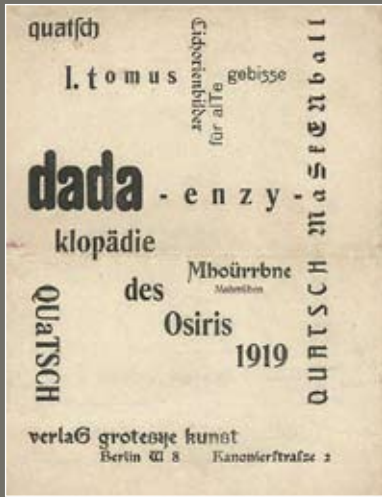 quatsch
I. tomus
Cichorienbilder
für alTe
gebisse
QUATSCH MaSkENball
dada - enzy -
klopädie
des
Osiris
1919
Mboürrbne
QUaTSCH
verlaG groteske kunst
Berlin W 8 Kanonierstraße 2